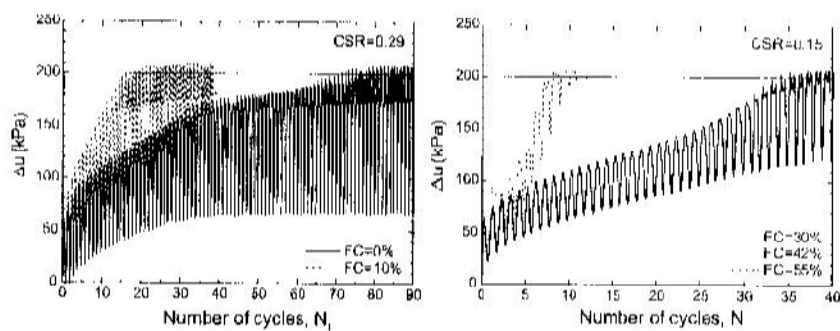 250
200
150
100
50
0
Δu [kPa]
CSR=0.29
FC=0%
FC=10%
0 10 20 30 40 50 60 70 80 90
Number of cycles, N
250
200
150
100
50
0
Δu (kPa)
CSR=0.15
FC=30%
FC=42%
FC=55%
0 5 10 15 20 25 30 35 40
Number of cycles, N